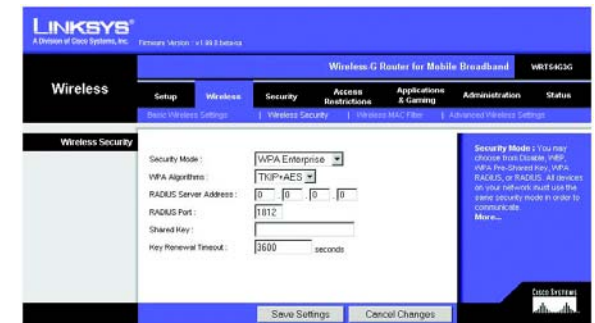 LINKSYS®
A Division of Cisco Systems, Inc.
Firmware Version :
Wireless-G Router for Mobile Broadband
WRT54G3G
Wireless
Setup
Wireless
Security
Access Restrictions
Applications & Gaming
Administration
Status
Basic Wireless Settings | Wireless Security | Wireless MAC Filter | Advanced Wireless Settings
Wireless Security
Security Mode : WPA Enterprise
WPA Algorithms : TKIP+AES
RADIUS Server Address : 0 . 0 . 0 . 0
RADIUS Port : 1812
Shared Key :
Key Renewal Timeout : 3600 seconds
Security Mode : You may
choose from Disable, WEP,
WPA Pre-Shared Key, WPA
RADIUS, or RADIUS. All devices
on your network must use the
same security mode in order to
communicate.
More...
Save Settings
Cancel Changes
CISCO SYSTEMS